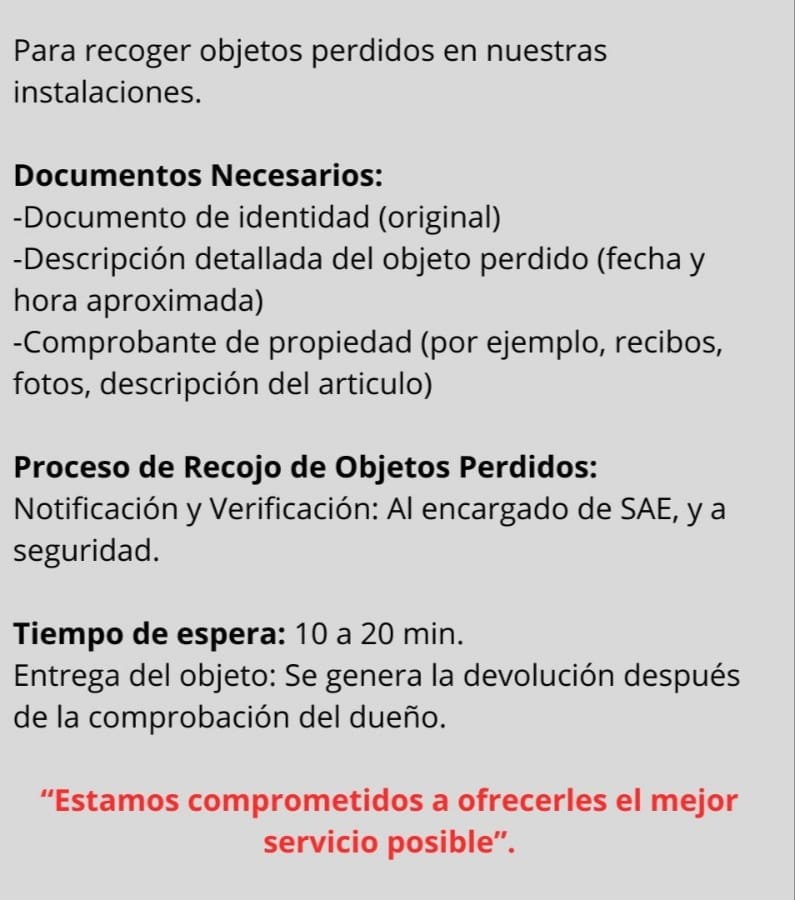 Para recoger objetos perdidos en nuestras
instalaciones.
Documentos Necesarios:
-Documento de identidad (original)
-Descripción detallada del objeto perdido (fecha y
hora aproximada)
-Comprobante de propiedad (por ejemplo, recibos,
fotos, descripción del articulo)
Proceso de Recojo de Objetos Perdidos:
Notificación y Verificación: Al encargado de SAE, y a
seguridad.
Tiempo de espera: 10 a 20 min.
Entrega del objeto: Se genera la devolución después
de la comprobación del dueño.
“Estamos comprometidos a ofrecerles el mejor
servicio posible”.